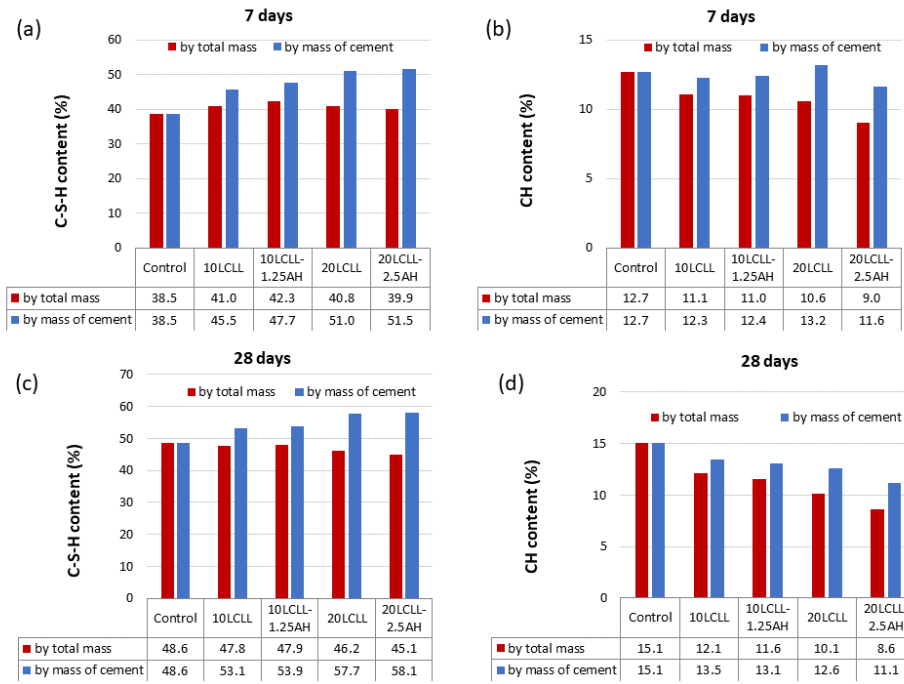 (a)
7 days
by total mass by mass of cement
C-S-H content (%)
60
50
40
30
20
10
0
Control 10LCLL 10LCLL-1.25AH 20LCLL 20LCLL-2.5AH
by total mass 38.5 41.0 42.3 40.8 39.9
by mass of cement 38.5 45.5 47.7 51.0 51.5
(b)
7 days
by total mass by mass of cement
CH content (%)
15
10
5
0
Control 10LCLL 10LCLL-1.25AH 20LCLL 20LCLL-2.5AH
by total mass 12.7 11.1 11.0 10.6 9.0
by mass of cement 12.7 12.3 12.4 13.2 11.6
(c)
28 days
by total mass by mass of cement
C-S-H content (%)
70
60
50
40
30
20
10
0
Control 10LCLL 10LCLL-1.25AH 20LCLL 20LCLL-2.5AH
by total mass 48.6 47.8 47.9 46.2 45.1
by mass of cement 48.6 53.1 53.9 57.7 58.1
(d)
28 days
by total mass by mass of cement
CH content (%)
20
15
10
5
0
Control 10LCLL 10LCLL-1.25AH 20LCLL 20LCLL-2.5AH
by total mass 15.1 12.1 11.6 10.1 8.6
by mass of cement 15.1 13.5 13.1 12.6 11.1